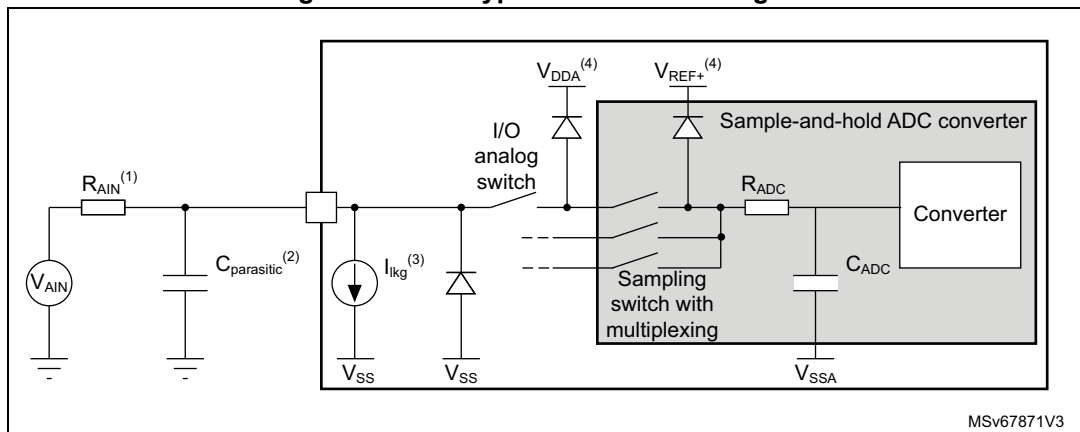 V_DDA^(4)
V_REF+^(4)
Sample-and-hold ADC converter
I/O
analog
switch
R_AIN^(1)
R_ADC
Converter
C_parasitic^(2)
I_lkg^(3)
V_AIN
C_ADC
Sampling
switch with
multiplexing
V_SS
V_SS
V_SSA
MSv67871V3